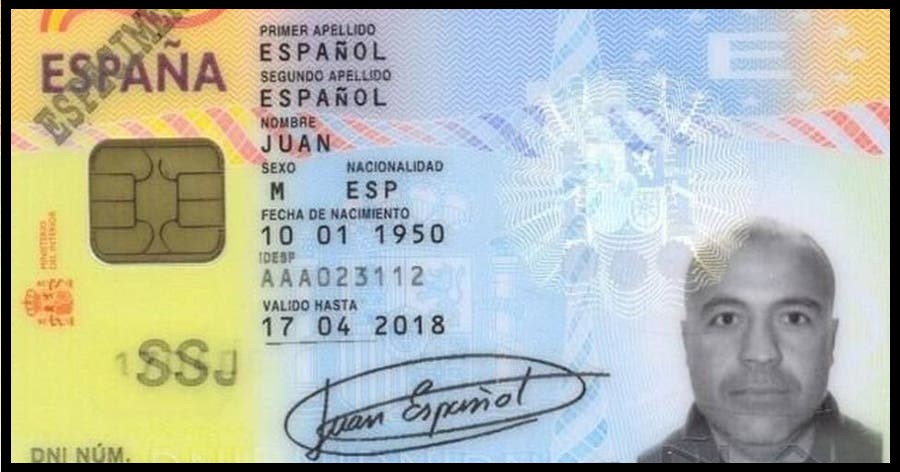 ESPECIMEN
ESPAÑA
PRIMER APELLIDO
ESPAÑOL
SEGUNDO APELLIDO
ESPAÑOL
NOMBRE
JUAN
SEXO NACIONALIDAD
M ESP
FECHA DE NACIMIENTO
10 01 1950
IDESP
AAA023112
VALIDO HASTA
17 04 2018
MINISTERIO
DEL INTERIOR
SSJ
Juan Español
DNI NÚM.